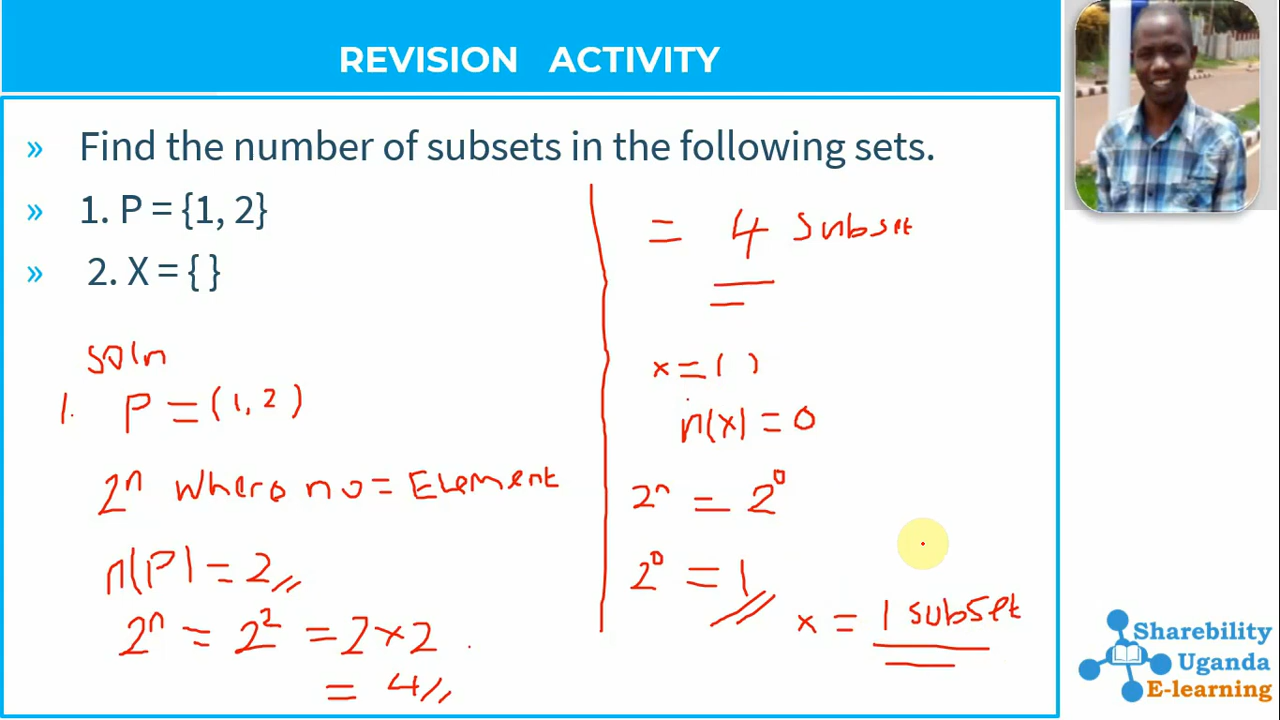 REVISION ACTIVITY
» Find the number of subsets in the following sets.
» 1. P = {1, 2}
» 2. X = { }
soln
1. P = (1, 2)
2ⁿ where no = Element
n(P) = 2
2ⁿ = 2² = 2 × 2
= 4
= 4 subset
x = ( )
n(x) = 0
2ⁿ = 2⁰
2⁰ = 1
x = 1 subset
Sharebility
Uganda
E-learning